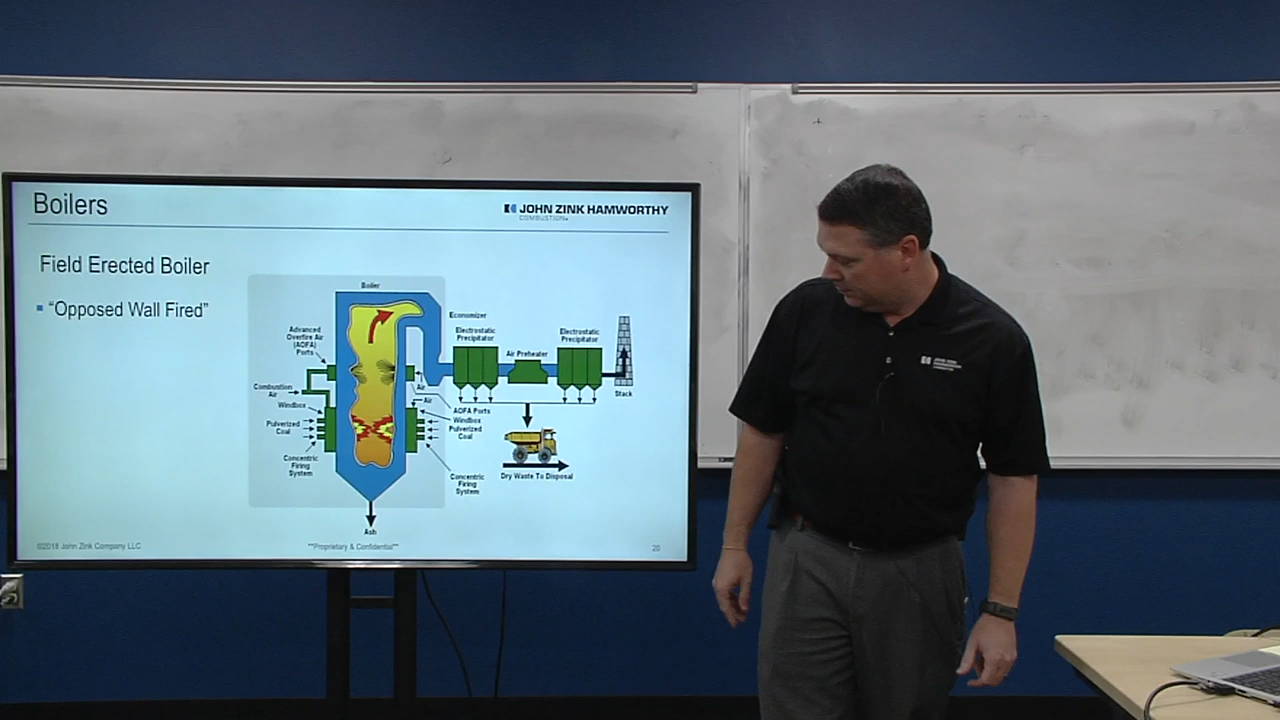 Boilers
JOHN ZINK HAMWORTHY
COMBUSTION
Field Erected Boiler
"Opposed Wall Fired"
Boiler
Advanced
Overfire Air
(AOFA)
Ports
Combustion
Air
Windbox
Pulverized
Coal
Concentric
Firing
System
Air
AOFA Ports
Air
Windbox
Pulverized
Coal
Concentric
Firing
System
Economizer
Electrostatic
Precipitator
Air Preheater
Electrostatic
Precipitator
Stack
Dry Waste To Disposal
Ash
©2018 John Zink Company LLC
"Proprietary & Confidential"
20